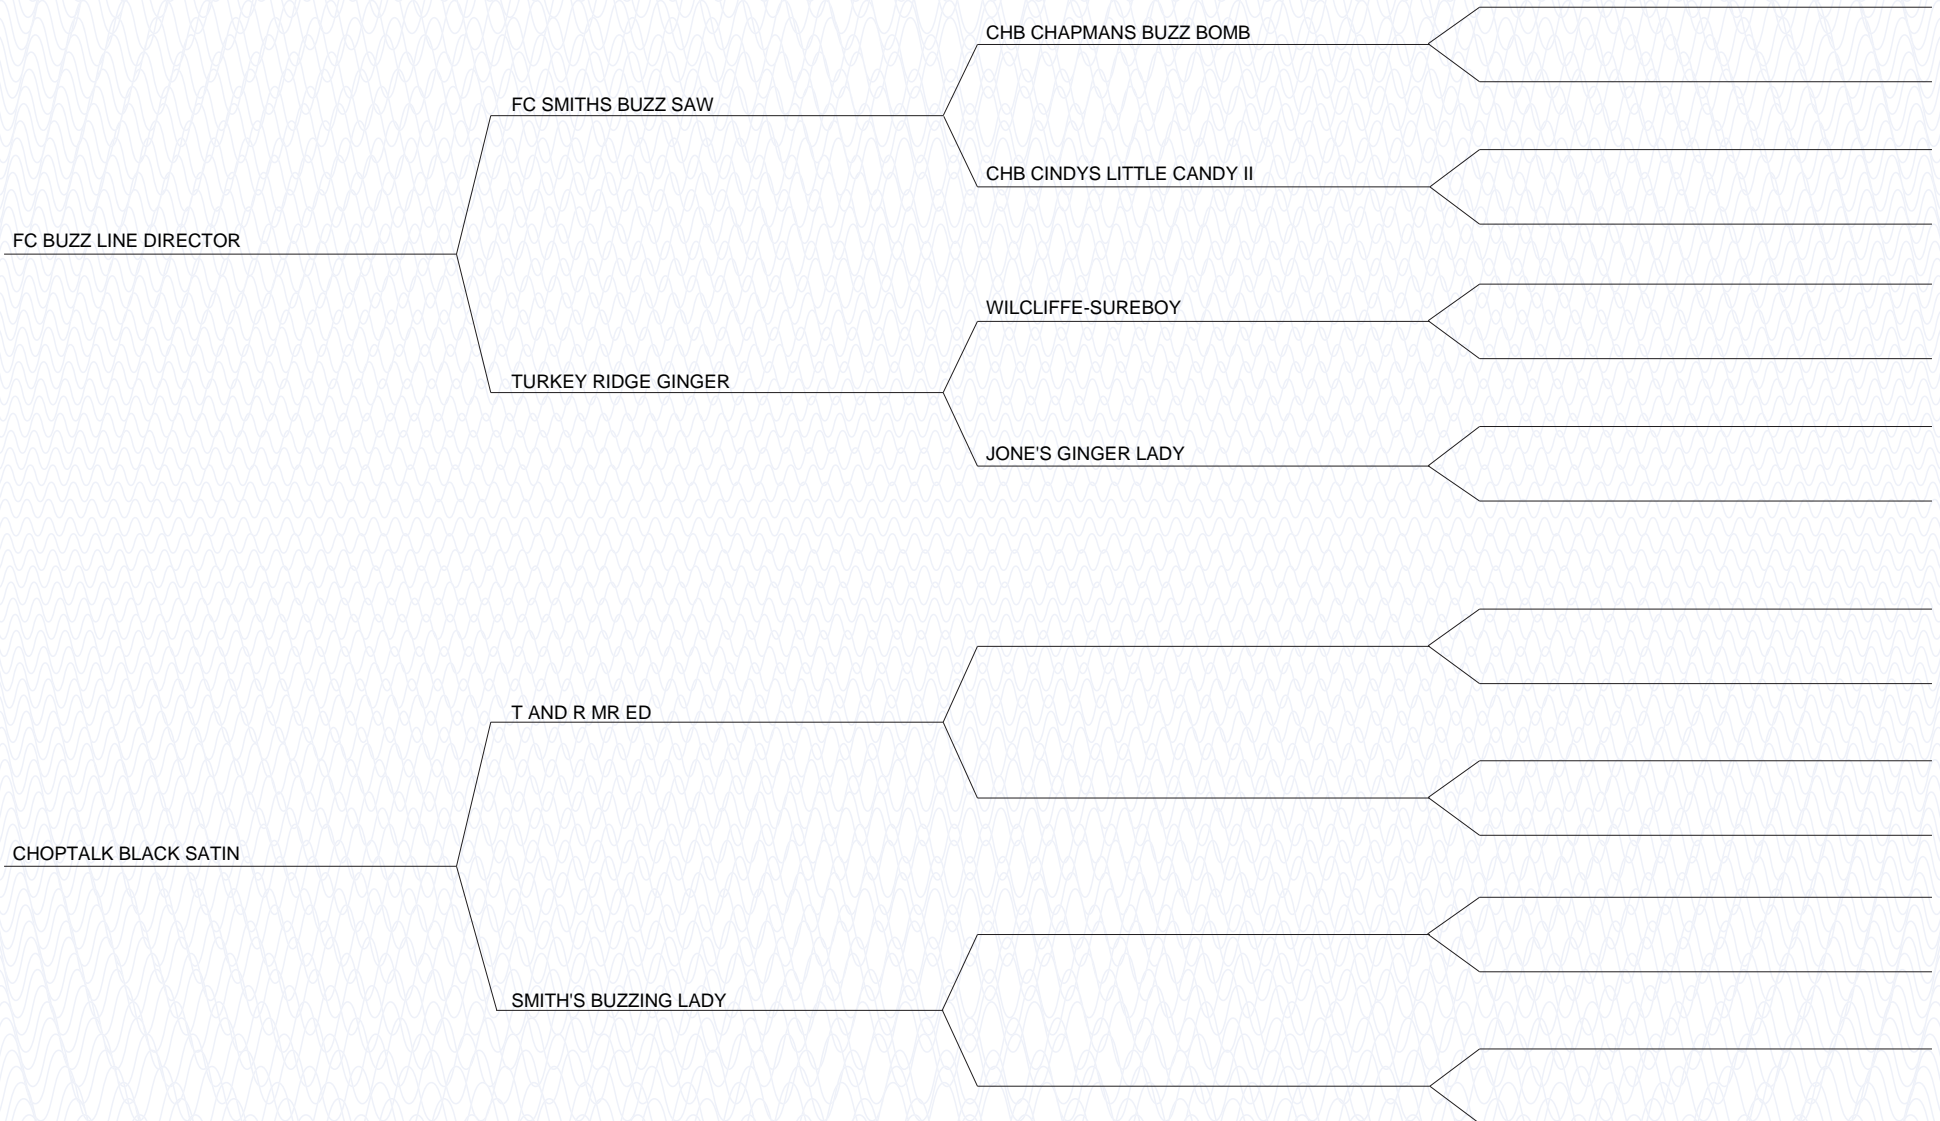 CHB CHAPMANS BUZZ BOMB
FC SMITHS BUZZ SAW
CHB CINDYS LITTLE CANDY II
FC BUZZ LINE DIRECTOR
WILCLIFFE-SUREBOY
TURKEY RIDGE GINGER
JONE'S GINGER LADY
T AND R MR ED
CHOPTALK BLACK SATIN
SMITH'S BUZZING LADY